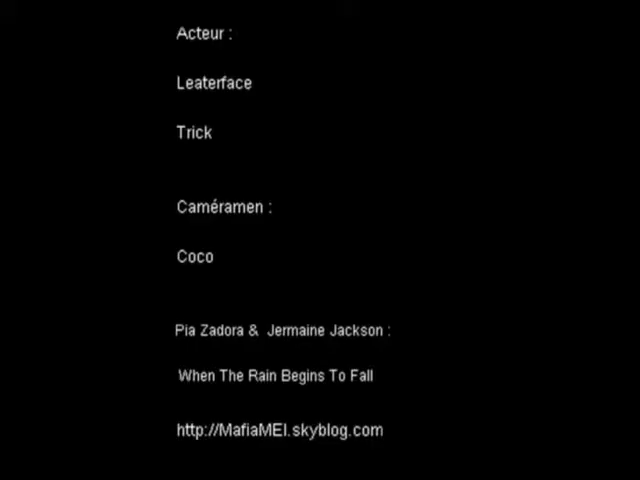 Acteur :
Leaterface
Trick
Caméramen :
Coco
Pia Zadora & Jermaine Jackson :
When The Rain Begins To Fall
http://MafiaMEI.skyblog.com